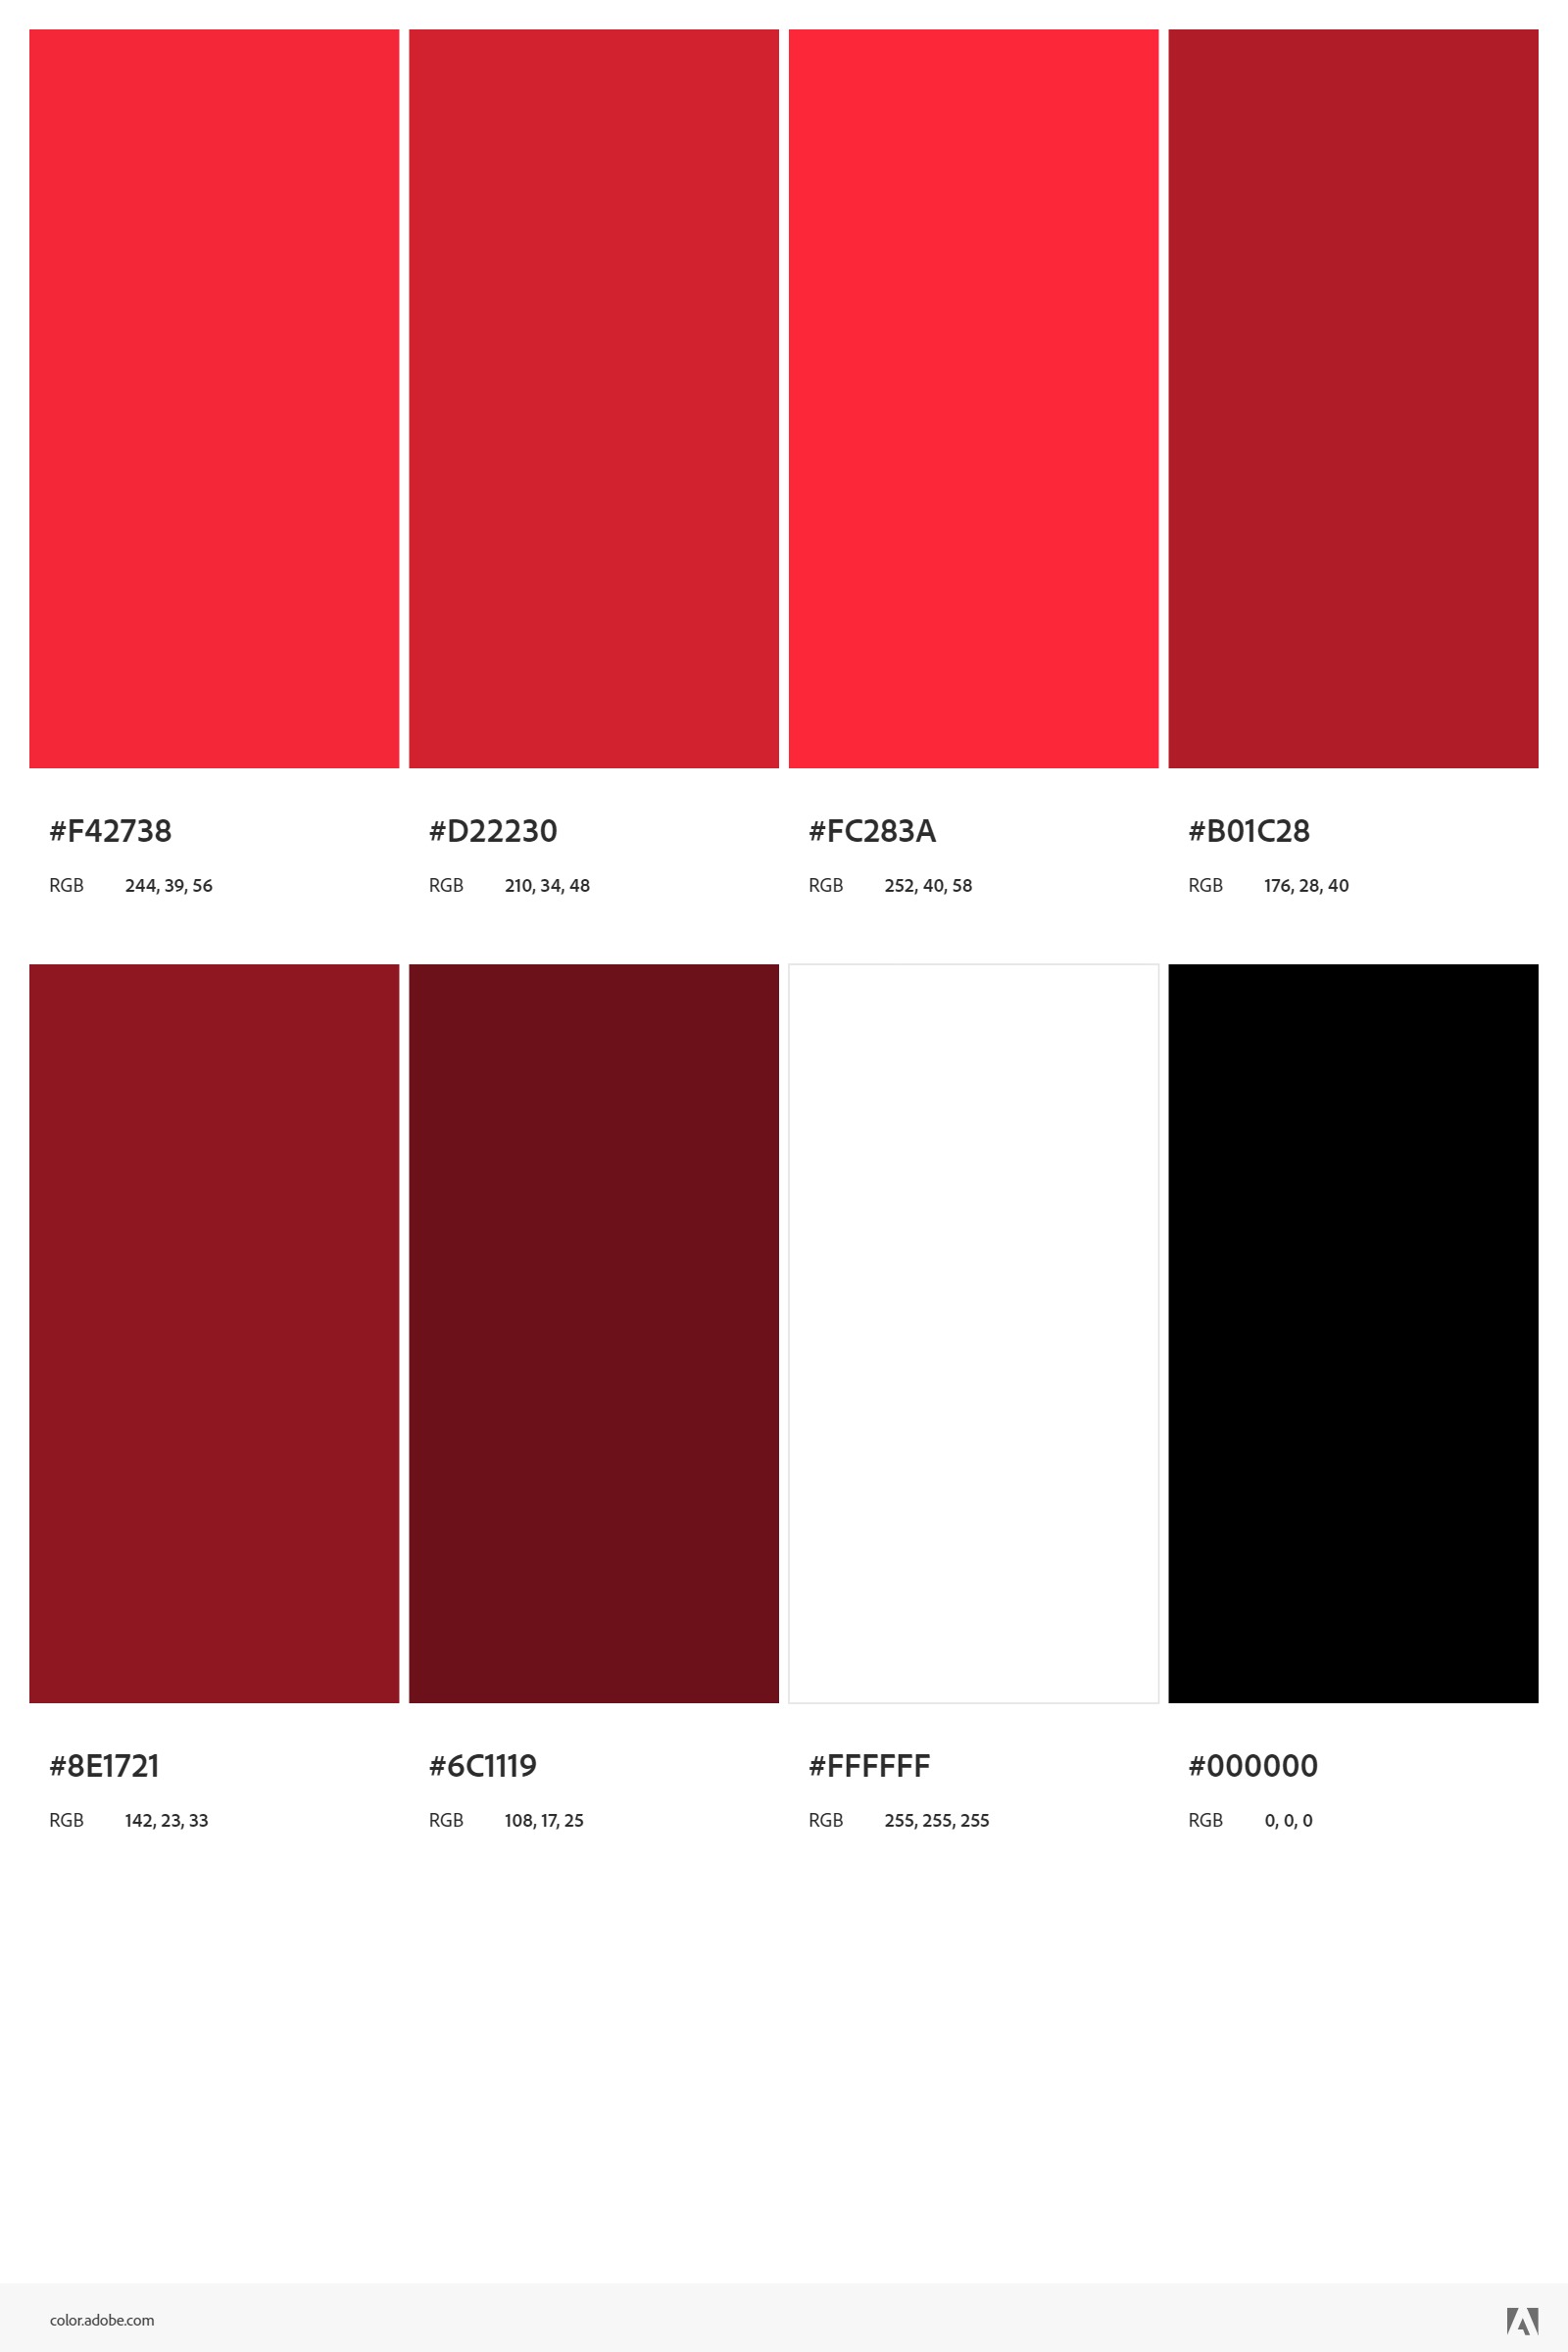 #F42738 #D22230 #FC283A #B01C28
RGB 244, 39, 56 RGB 210, 34, 48 RGB 252, 40, 58 RGB 176, 28, 40
#8E1721 #6C1119 #FFFFFF #000000
RGB 142, 23, 33 RGB 108, 17, 25 RGB 255, 255, 255 RGB 0, 0, 0
color.adobe.com